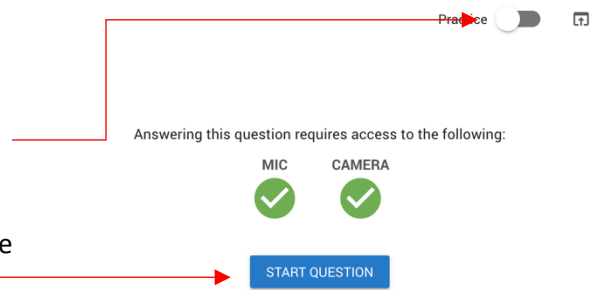 Practice
Answering this question requires access to the following:
MIC CAMERA
e
START QUESTION